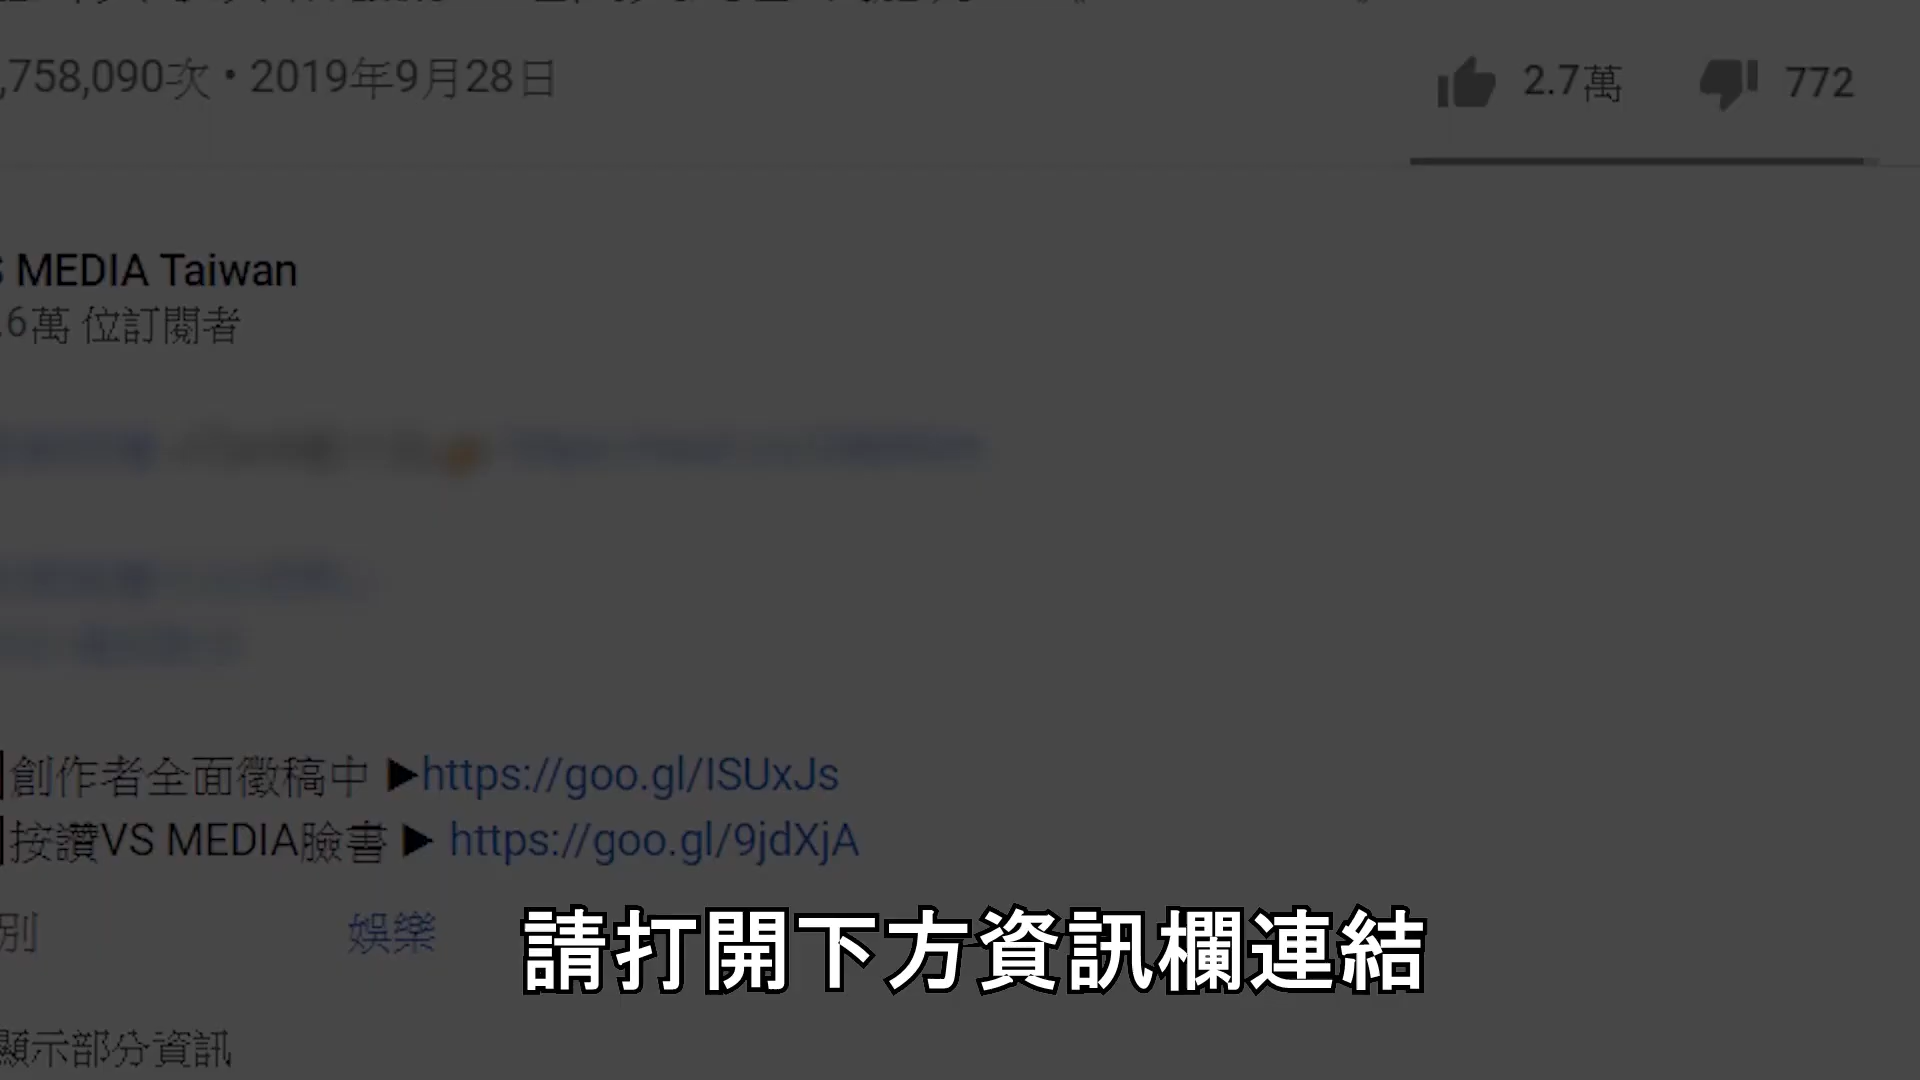 ,758,090次 • 2019年9月28日
2.7萬 772
MEDIA Taiwan
.6萬 位訂閱者
創作者全面徵稿中 ▶https://goo.gl/ISUxJs
按讚VS MEDIA臉書 ▶ https://goo.gl/9jdXjA
別 娛樂
請打開下方資訊欄連結
顯示部分資訊